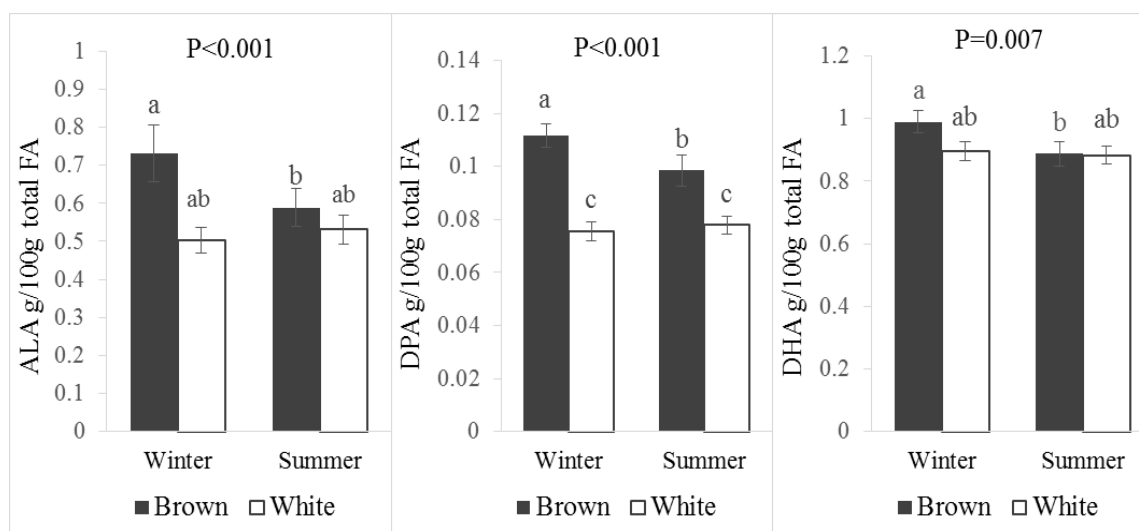 P<0.001
ALA g/100g total FA
1
0.9
0.8
0.7
0.6
0.5
0.4
0.3
0.2
0.1
0
a
ab
b
ab
Winter Summer
Brown White
P<0.001
DPA g/100g total FA
0.14
0.12
0.1
0.08
0.06
0.04
0.02
0
a
c
b
c
Winter Summer
Brown White
P=0.007
DHA g/100g total FA
1.2
1
0.8
0.6
0.4
0.2
0
a
ab
b
ab
Winter Summer
Brown White